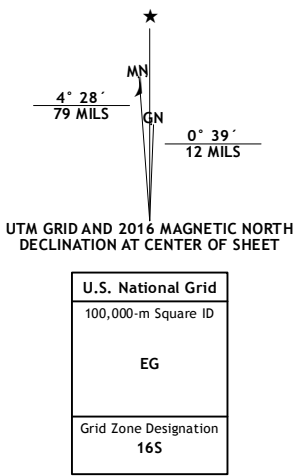 ★
MN
4° 28´
79 MILS
GN
0° 39´
12 MILS
UTM GRID AND 2016 MAGNETIC NORTH
DECLINATION AT CENTER OF SHEET
U.S. National Grid
100,000-m Square ID
EG
Grid Zone Designation
16S